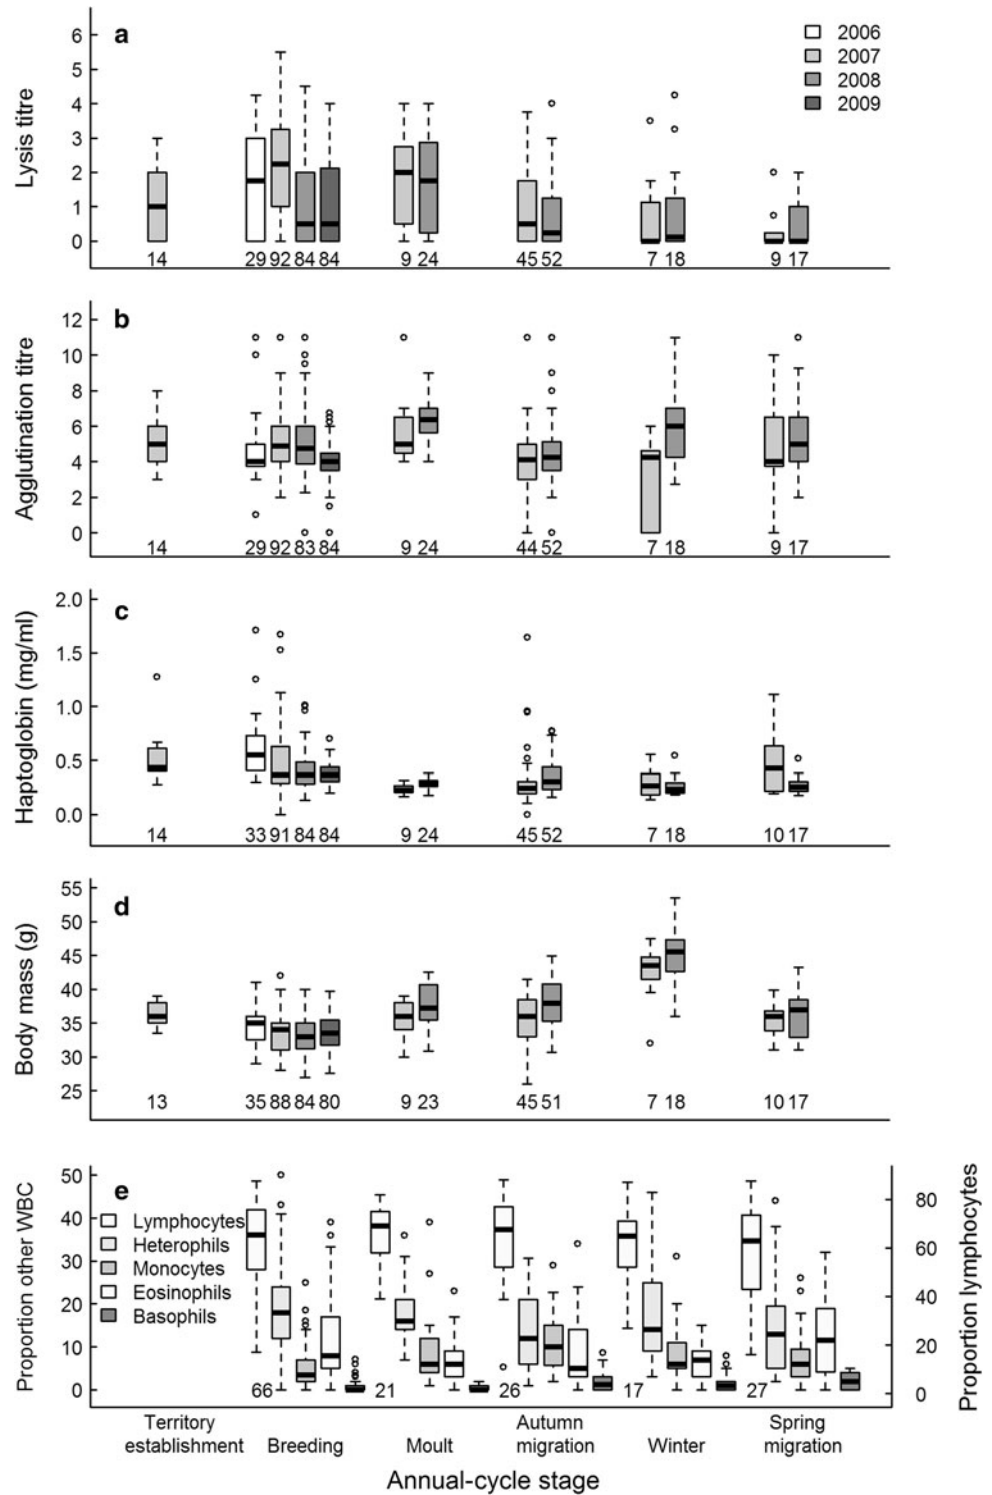 a
2006
2007
2008
2009
Lysis titre
6
5
4
3
2
1
0
14 29 92 84 84 9 24 45 52 7 18 9 17
b
Agglutination titre
12
10
8
6
4
2
0
14 29 92 83 84 9 24 44 52 7 18 9 17
c
Haptoglobin (mg/ml)
2.0
1.5
1.0
0.5
0.0
14 33 91 84 84 9 24 45 52 7 18 10 17
d
Body mass (g)
55
50
45
40
35
30
25
13 35 88 84 80 9 23 45 51 7 18 10 17
e
Proportion other WBC
50
40
30
20
10
0
Lymphocytes
Heterophils
Monocytes
Eosinophils
Basophils
66 21 26 17 27
80
60
40
20
0
Proportion lymphocytes
Territory establishment
Breeding
Moult
Autumn migration
Winter
Spring migration
Annual-cycle stage